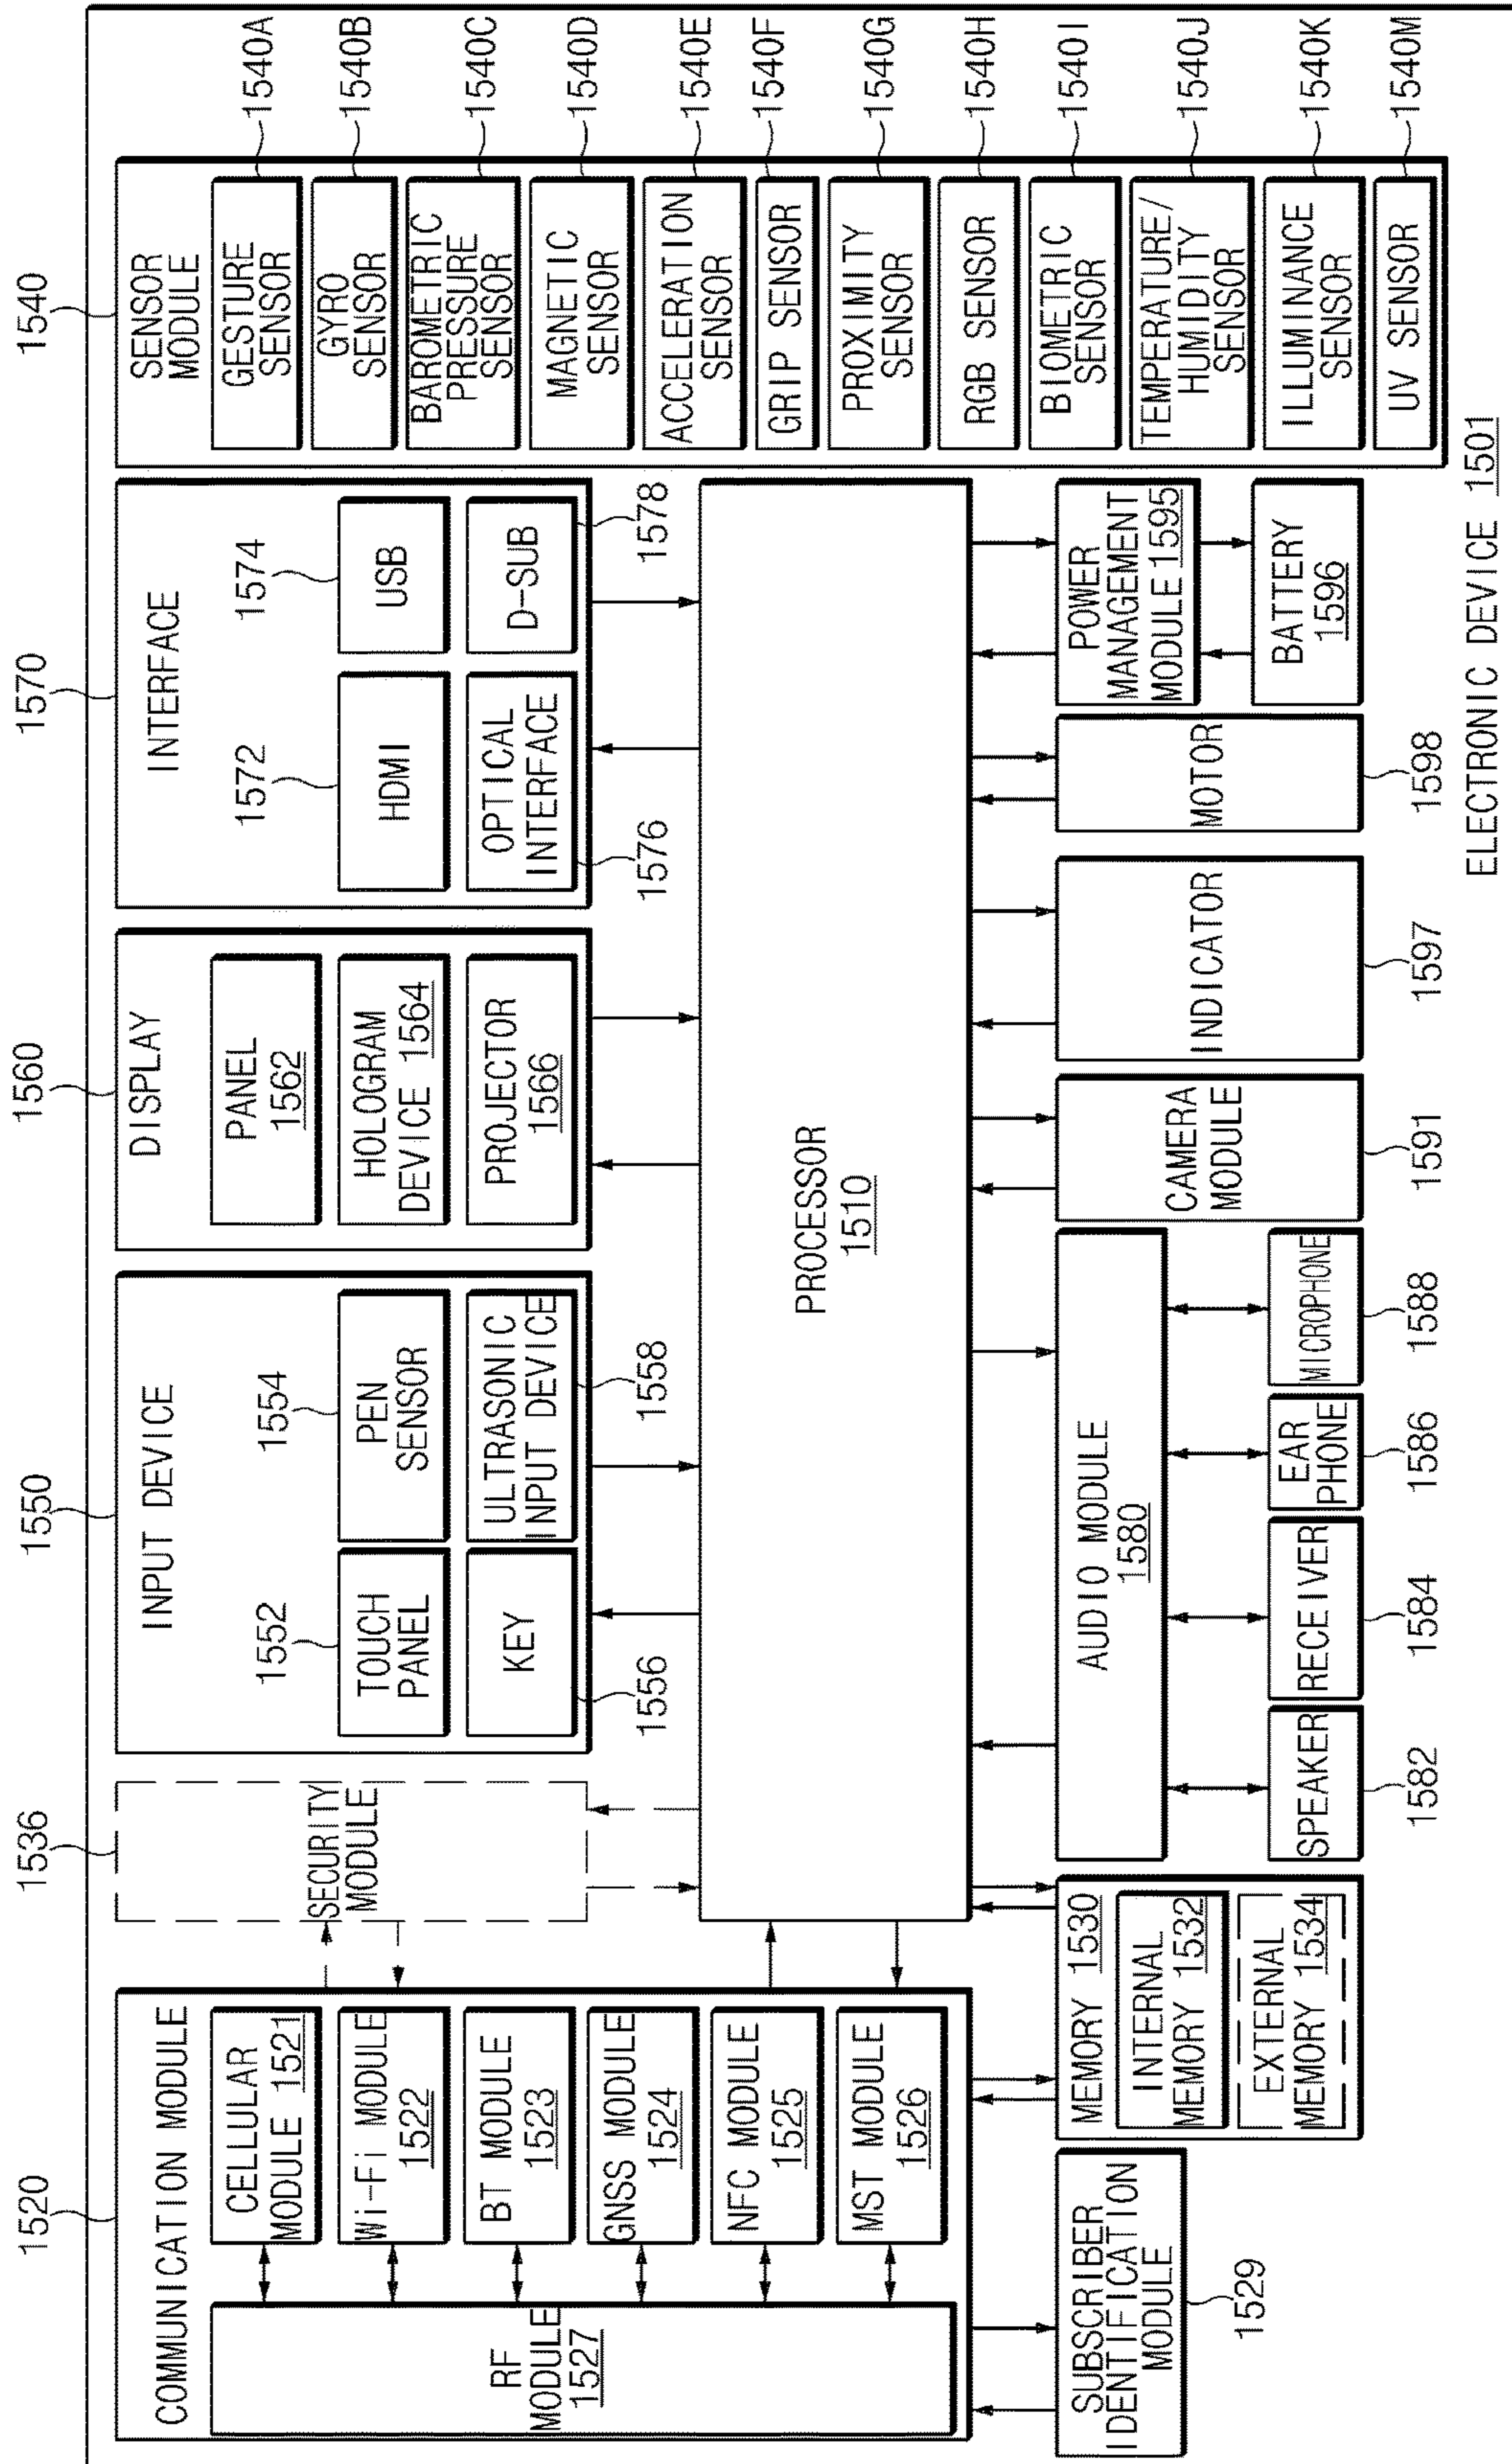 1520
COMMUNICATION MODULE
CELLULAR
MODULE 1521
Wi-Fi MODULE
1522
BT MODULE
1523
GNSS MODULE
1524
NFC MODULE
1525
MST MODULE
1526
RF
MODULE
1527
1536
SECURITY
MODULE
1550
INPUT DEVICE
1552
TOUCH
PANEL
1554
PEN
SENSOR
KEY
1556
ULTRASONIC
INPUT DEVICE
1558
1560
DISPLAY
PANEL
1562
HOLOGRAM
DEVICE 1564
PROJECTOR
1566
1570
INTERFACE
1572
HDMI
1574
USB
OPTICAL
INTERFACE
1576
D-SUB
1578
1540
SENSOR
MODULE
GESTURE
SENSOR
1540A
GYRO
SENSOR
1540B
BAROMETRIC
PRESSURE
SENSOR
1540C
MAGNETIC
SENSOR
1540D
ACCELERATION
SENSOR
1540E
GRIP SENSOR
1540F
PROXIMITY
SENSOR
1540G
RGB SENSOR
1540H
BIOMETRIC
SENSOR
1540I
TEMPERATURE/
HUMIDITY
SENSOR
1540J
ILLUMINANCE
SENSOR
1540K
UV SENSOR
1540M
PROCESSOR
1510
SUBSCRIBER
IDENTIFICATION
MODULE
1529
MEMORY 1530
INTERNAL
MEMORY 1532
EXTERNAL
MEMORY 1534
AUDIO MODULE
1580
SPEAKER
1582
RECEIVER
1584
EAR
PHONE
1586
MICROPHONE
1588
CAMERA
MODULE
1591
INDICATOR
1597
MOTOR
1598
POWER
MANAGEMENT
MODULE 1595
BATTERY
1596
ELECTRONIC DEVICE 1501